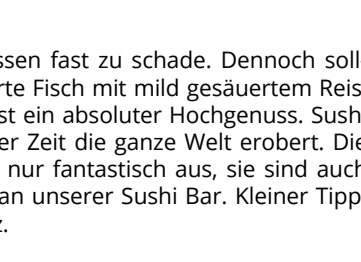 ssen fast zu schade. Dennoch soll
rte Fisch mit mild gesäuertem Reis
st ein absoluter Hochgenuss. Sush
er Zeit die ganze Welt erobert. Die
nur fantastisch aus, sie sind auch
an unserer Sushi Bar. Kleiner Tipp
z.